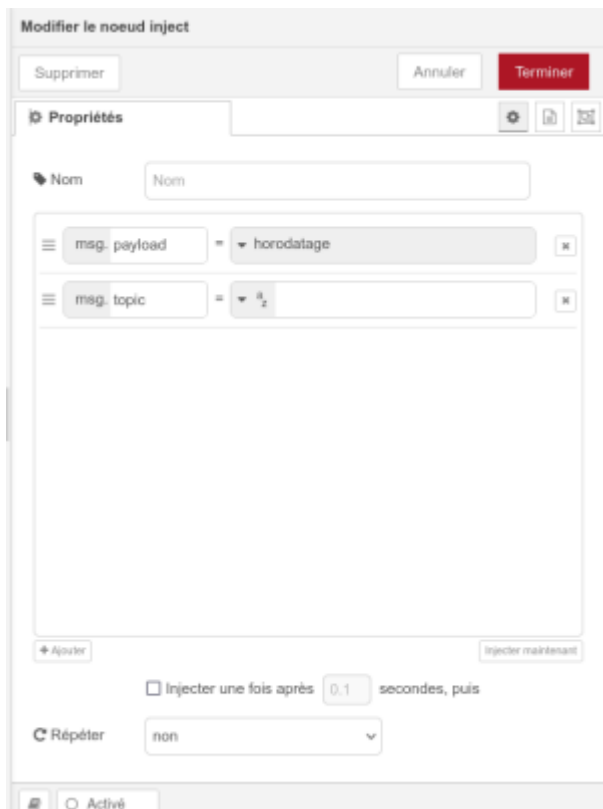 Modifier le noeud inject
Supprimer Annuler Terminer
Propriétés
Nom Nom
msg. payload = horodatage
msg. topic = a z
Ajouter Injecter maintenant
Injecter une fois après 0.1 secondes, puis
Répéter non
Activé